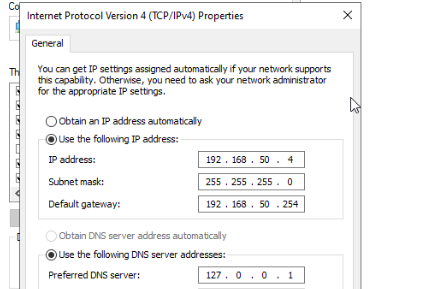 Co
Internet Protocol Version 4 (TCP/IPv4) Properties
General
You can get IP settings assigned automatically if your network supports
this capability. Otherwise, you need to ask your network administrator
for the appropriate IP settings.
Th
Obtain an IP address automatically
Use the following IP address:
IP address: 192 . 168 . 50 . 4
Subnet mask: 255 . 255 . 255 . 0
Default gateway: 192 . 168 . 50 . 254
Obtain DNS server address automatically
Use the following DNS server addresses:
Preferred DNS server: 127 . 0 . 0 . 1